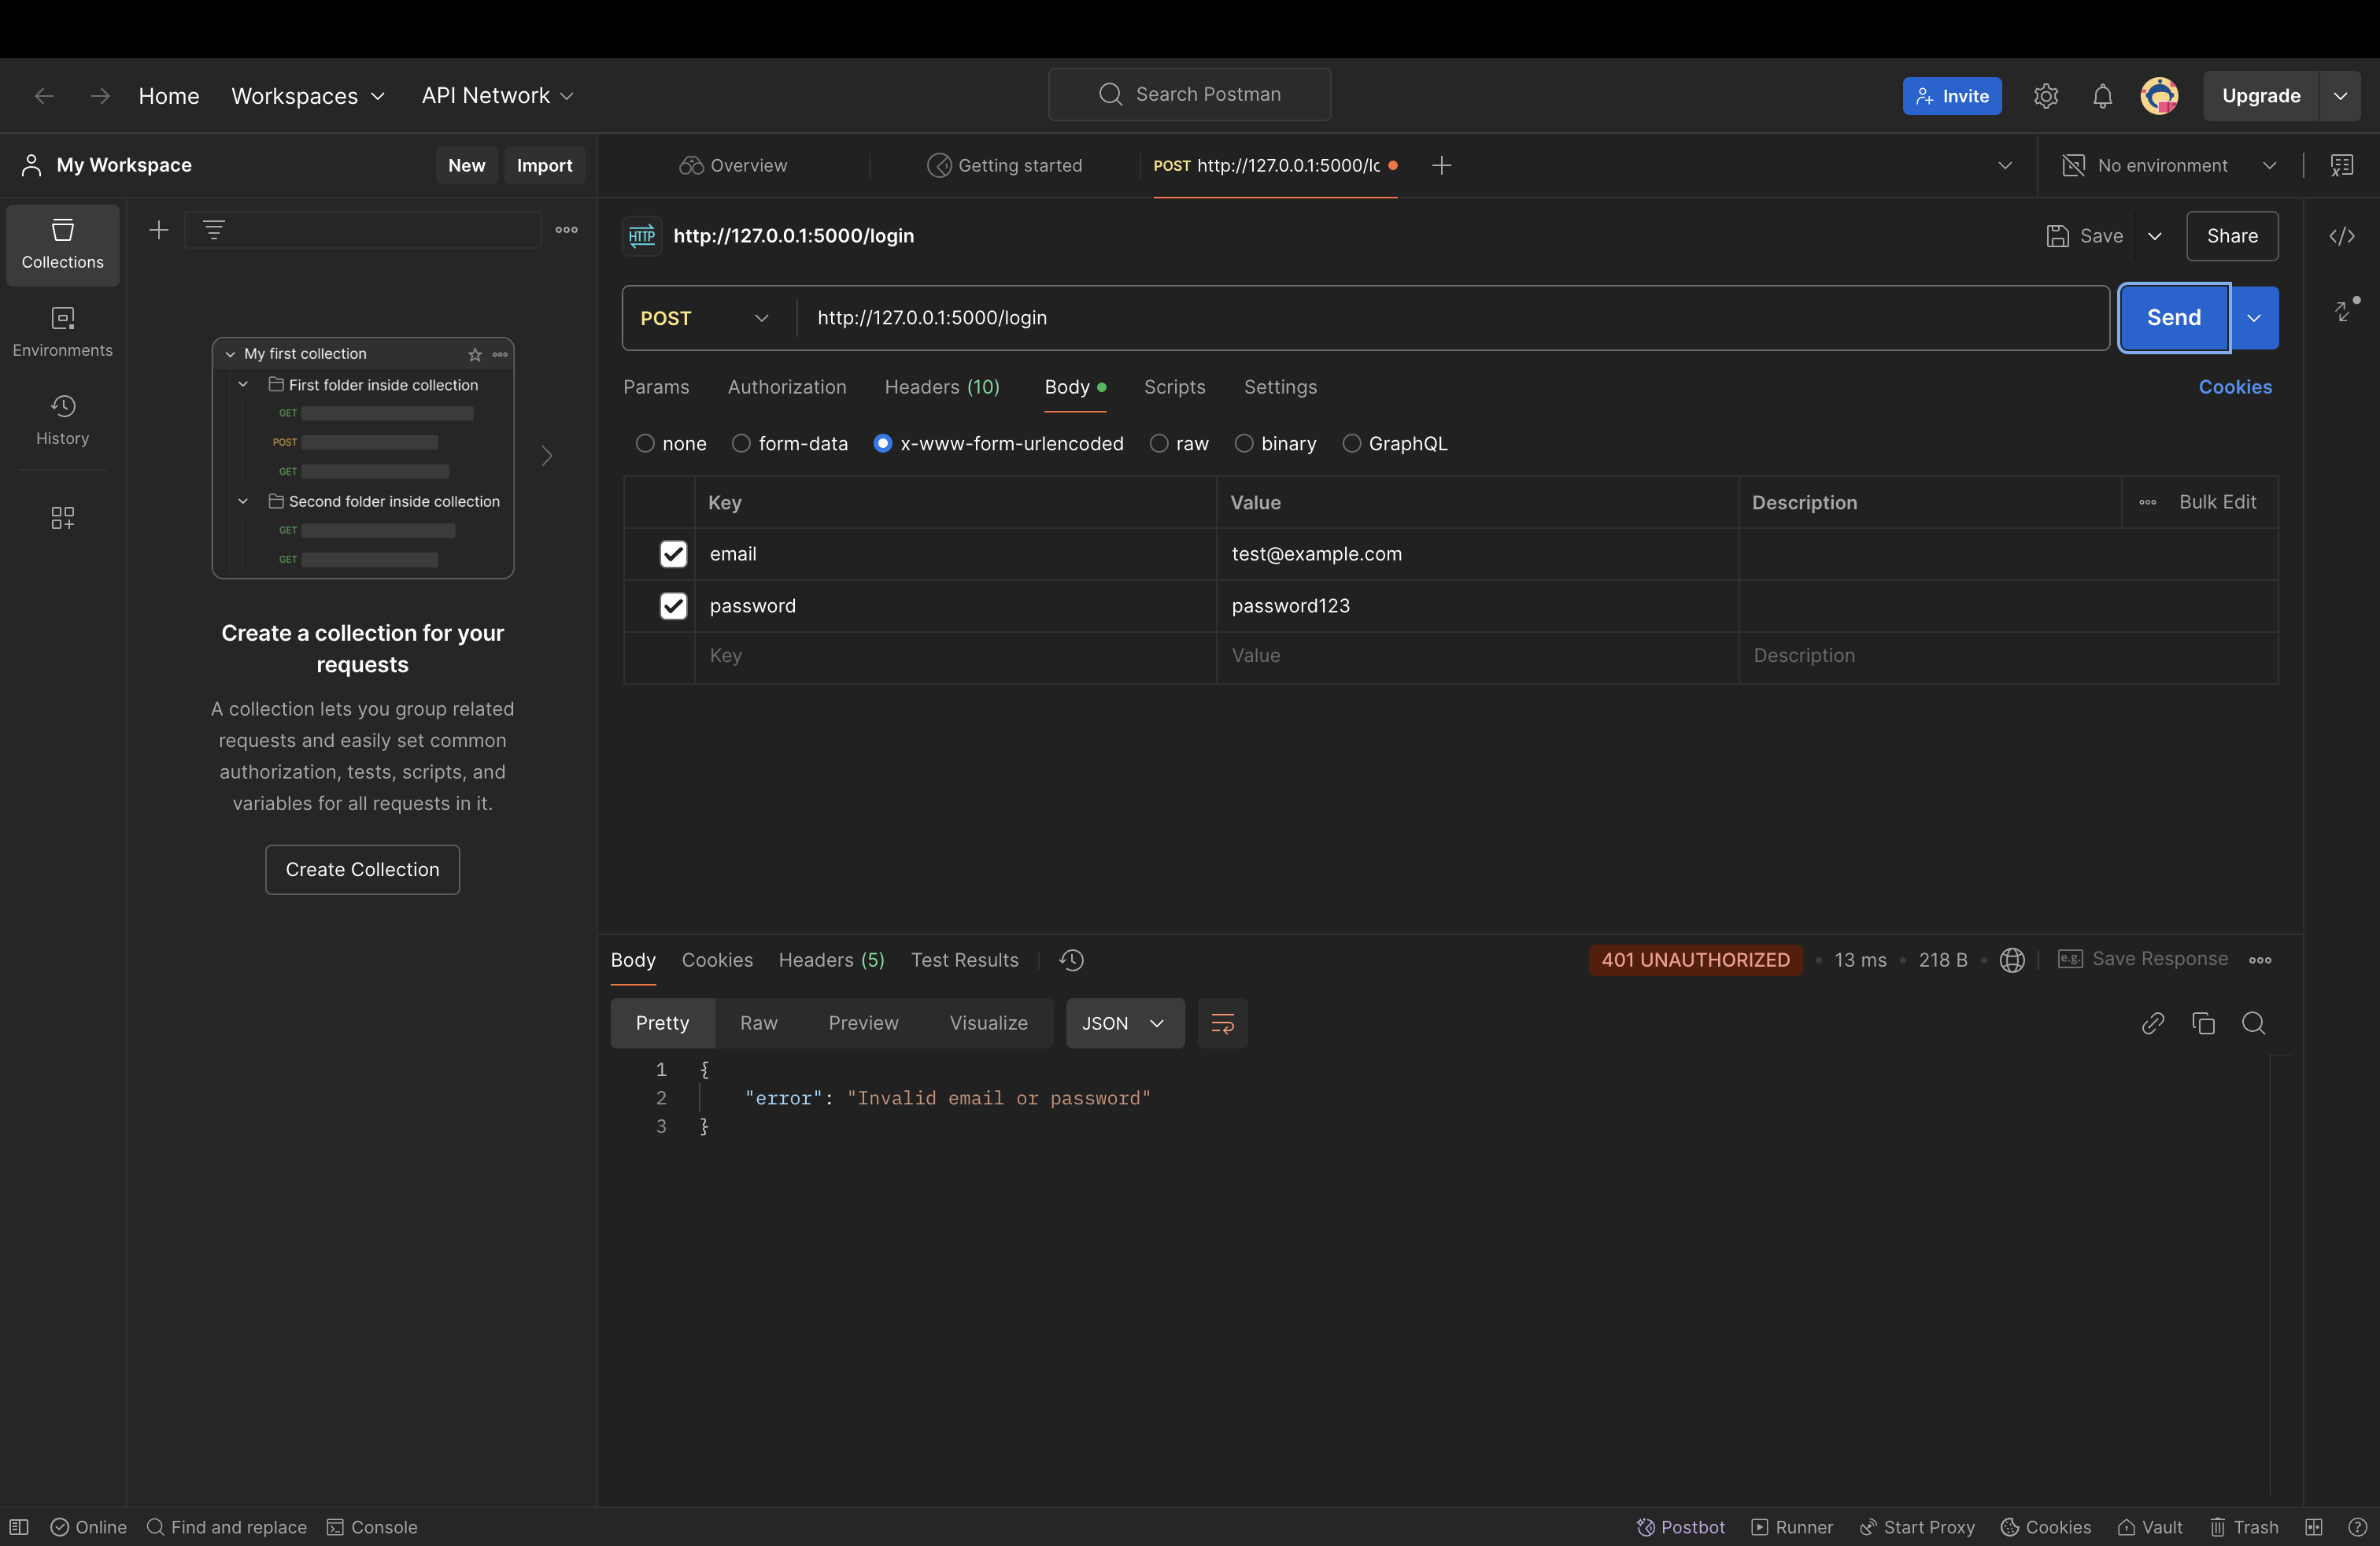 Home Workspaces API Network Search Postman Invite Upgrade
My Workspace New Import Overview Getting started POST http://127.0.0.1:5000/lc No environment
Collections
Environments
History
My first collection
First folder inside collection
GET
POST
GET
Second folder inside collection
GET
GET
Create a collection for your
requests
A collection lets you group related
requests and easily set common
authorization, tests, scripts, and
variables for all requests in it.
Create Collection
HTTP http://127.0.0.1:5000/login Save Share
POST http://127.0.0.1:5000/login Send
Params Authorization Headers (10) Body Scripts Settings Cookies
none form-data x-www-form-urlencoded raw binary GraphQL
Key Value Description Bulk Edit
email test@example.com
password password123
Key Value Description
Body Cookies Headers (5) Test Results 401 UNAUTHORIZED 13 ms 218 B e.g. Save Response
Pretty Raw Preview Visualize JSON
1 {
2 "error": "Invalid email or password"
3 }
Online Find and replace Console Postbot Runner Start Proxy Cookies Vault Trash